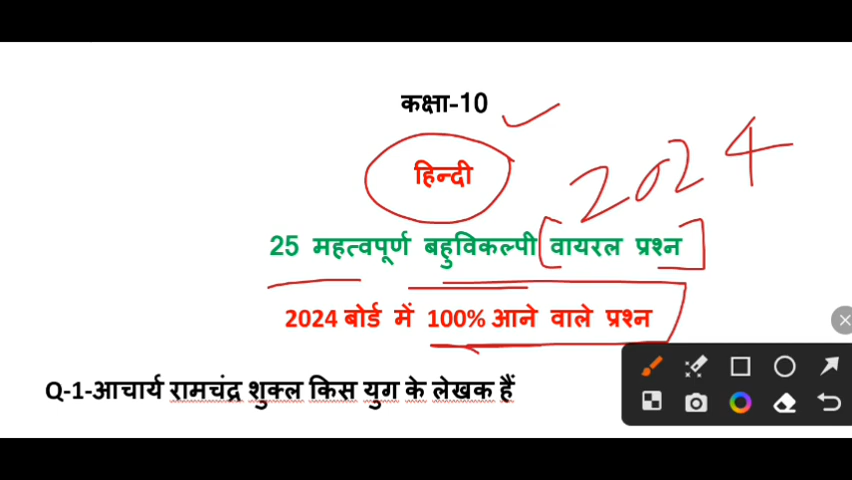 कक्षा-10
हिन्दी
2024
25 महत्वपूर्ण बहुविकल्पी [वायरल प्रश्न]
2024 बोर्ड में 100% आने वाले प्रश्न
Q-1-आचार्य रामचंद्र शुक्ल किस युग के लेखक हैं